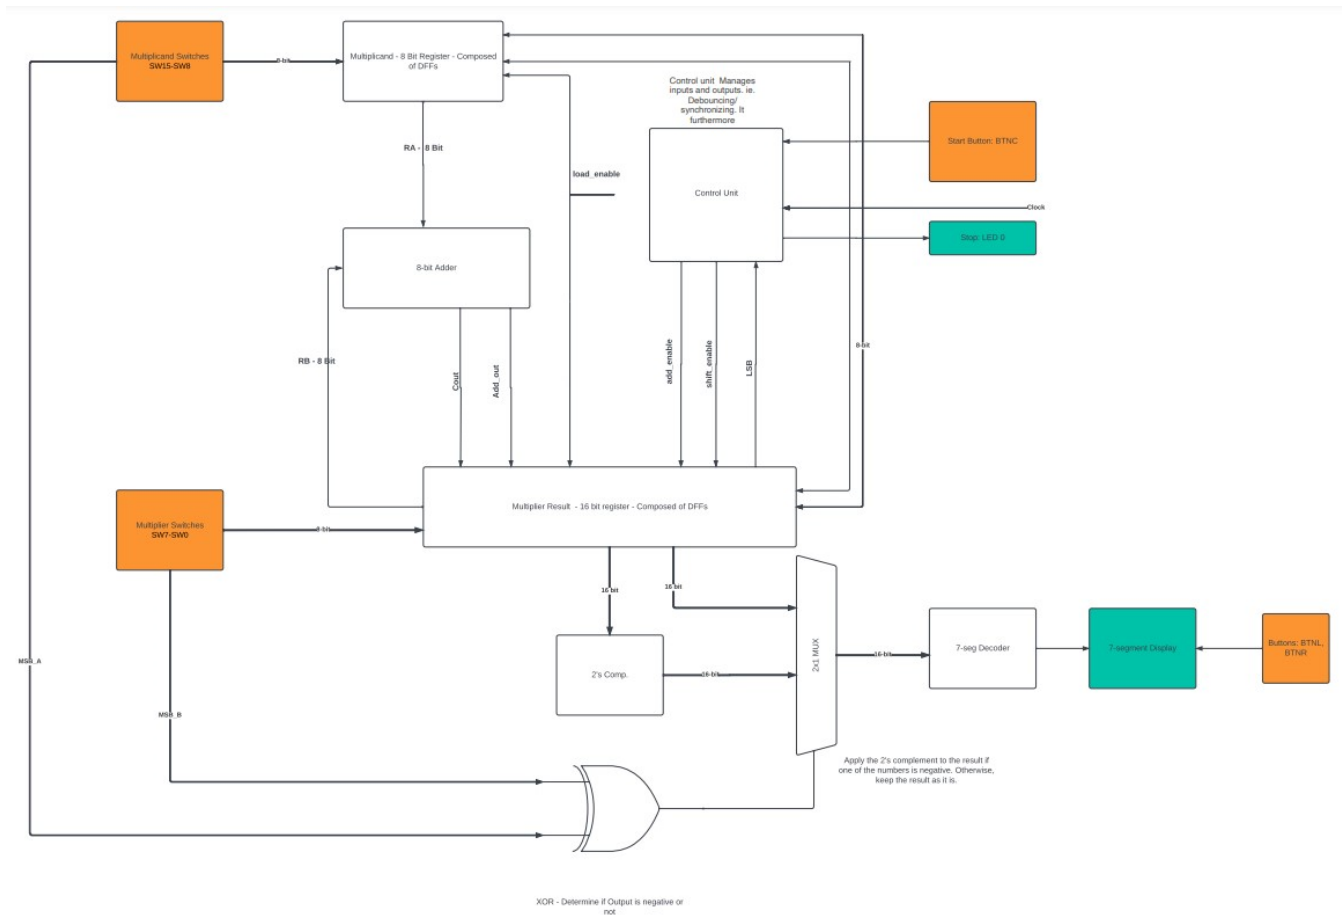 Multiplicand Switches
SW15-SW8
8-bit
Multiplicand - 8 Bit Register - Composed
of DFFs
Control unit Manages
inputs and outputs. ie.
Debouncing/
synchronizing. It
furthermore
Start Button: BTNC
RA - 8 Bit
load_enable
Control Unit
Clock
Stop: LED 0
8-bit Adder
RB - 8 Bit
Cout
Add_out
add_enable
shift_enable
LSB
8-bit
Multiplier Switches
SW7-SW0
8-bit
Multiplier Result - 16 bit register - Composed of DFFs
16 bit
16 bit
2's Comp.
16-bit
2x1 MUX
16-bit
7-seg Decoder
7-segment Display
Buttons: BTNL,
BTNR
MSB_A
MSB_B
Apply the 2's complement to the result if
one of the numbers is negative. Otherwise,
keep the result as it is.
XOR - Determine if Output is negative or
not